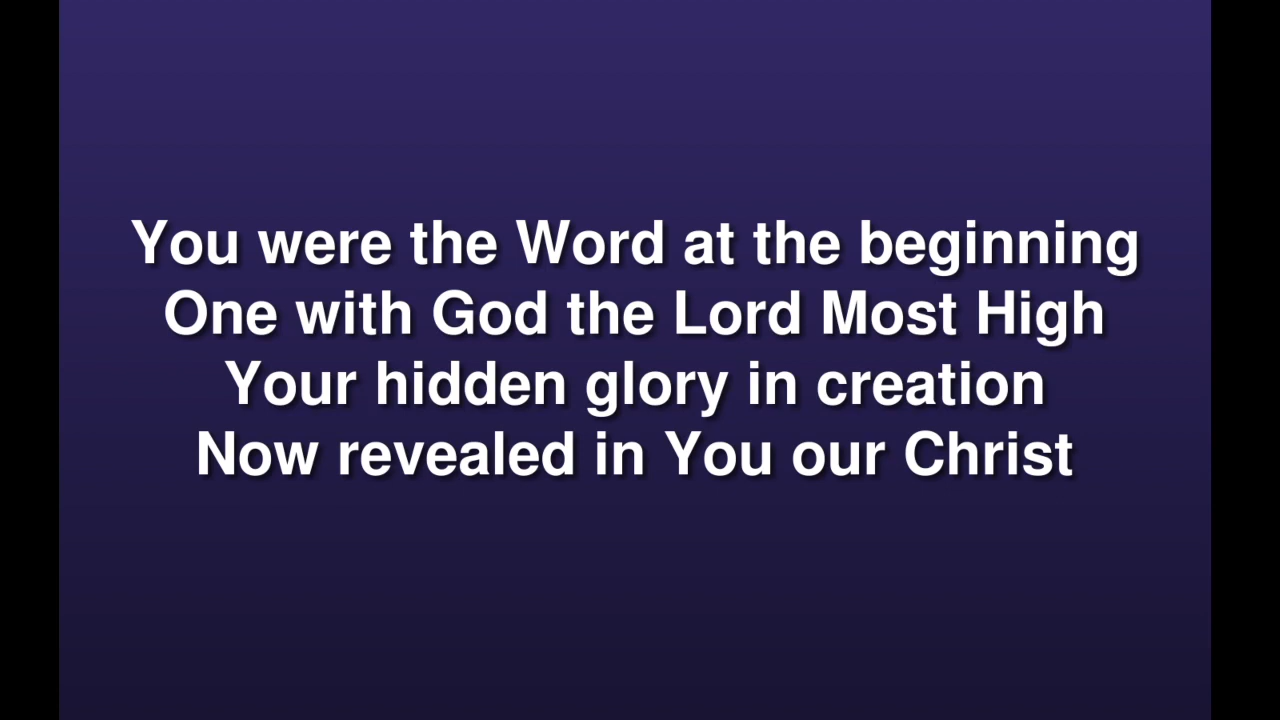 You were the Word at the beginning
One with God the Lord Most High
Your hidden glory in creation
Now revealed in You our Christ